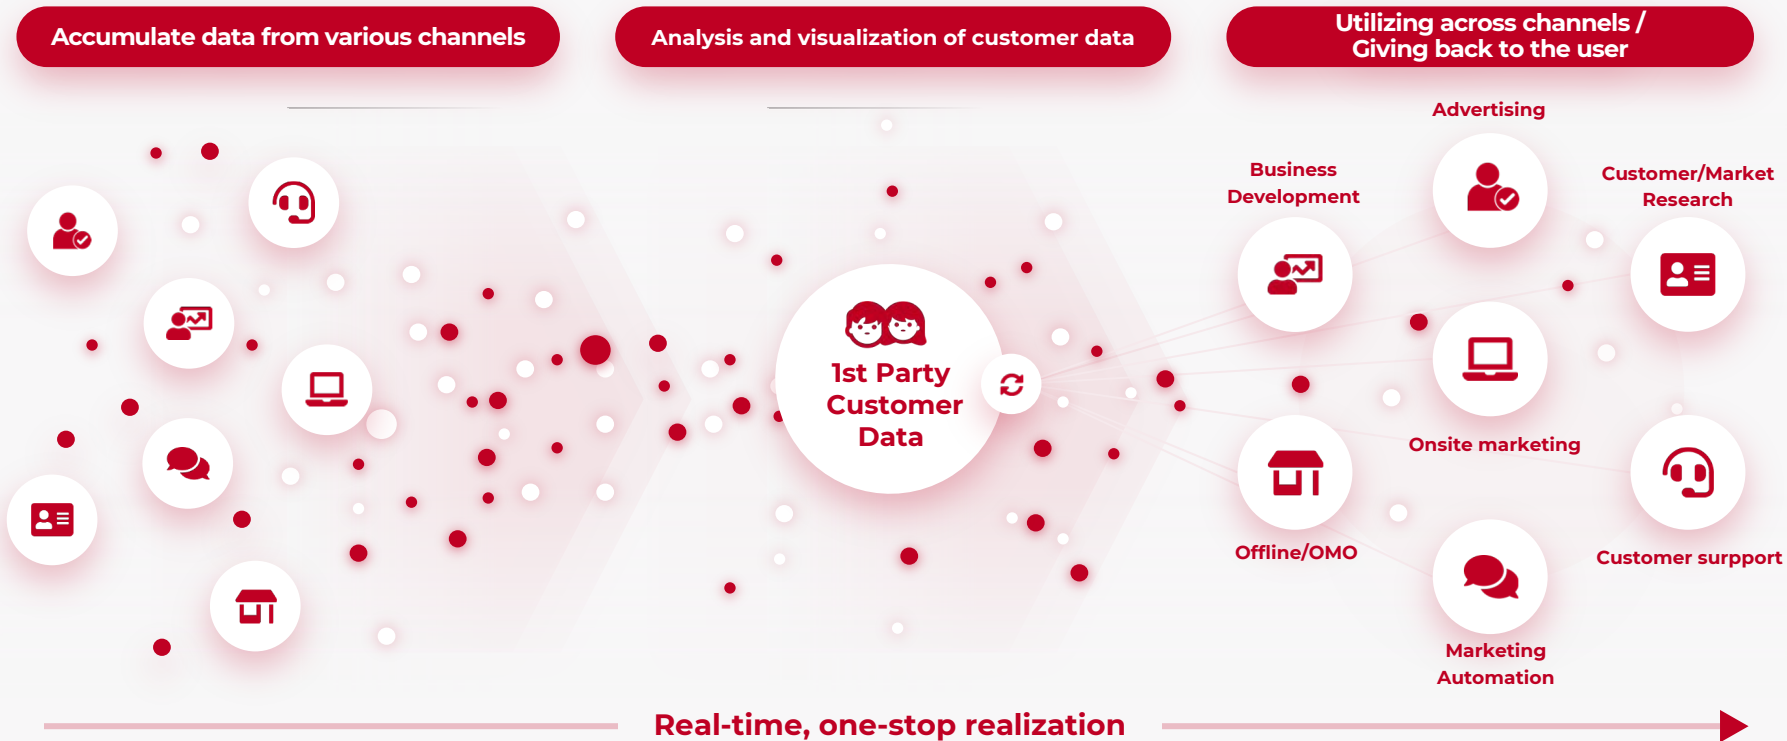 Accumulate data from various channels
Analysis and visualization of customer data
Utilizing across channels /
Giving back to the user
Advertising
Business
Development
Customer/Market
Research
1st Party
Customer
Data
Onsite marketing
Offline/OMO
Customer surpport
Marketing
Automation
Real-time, one-stop realization